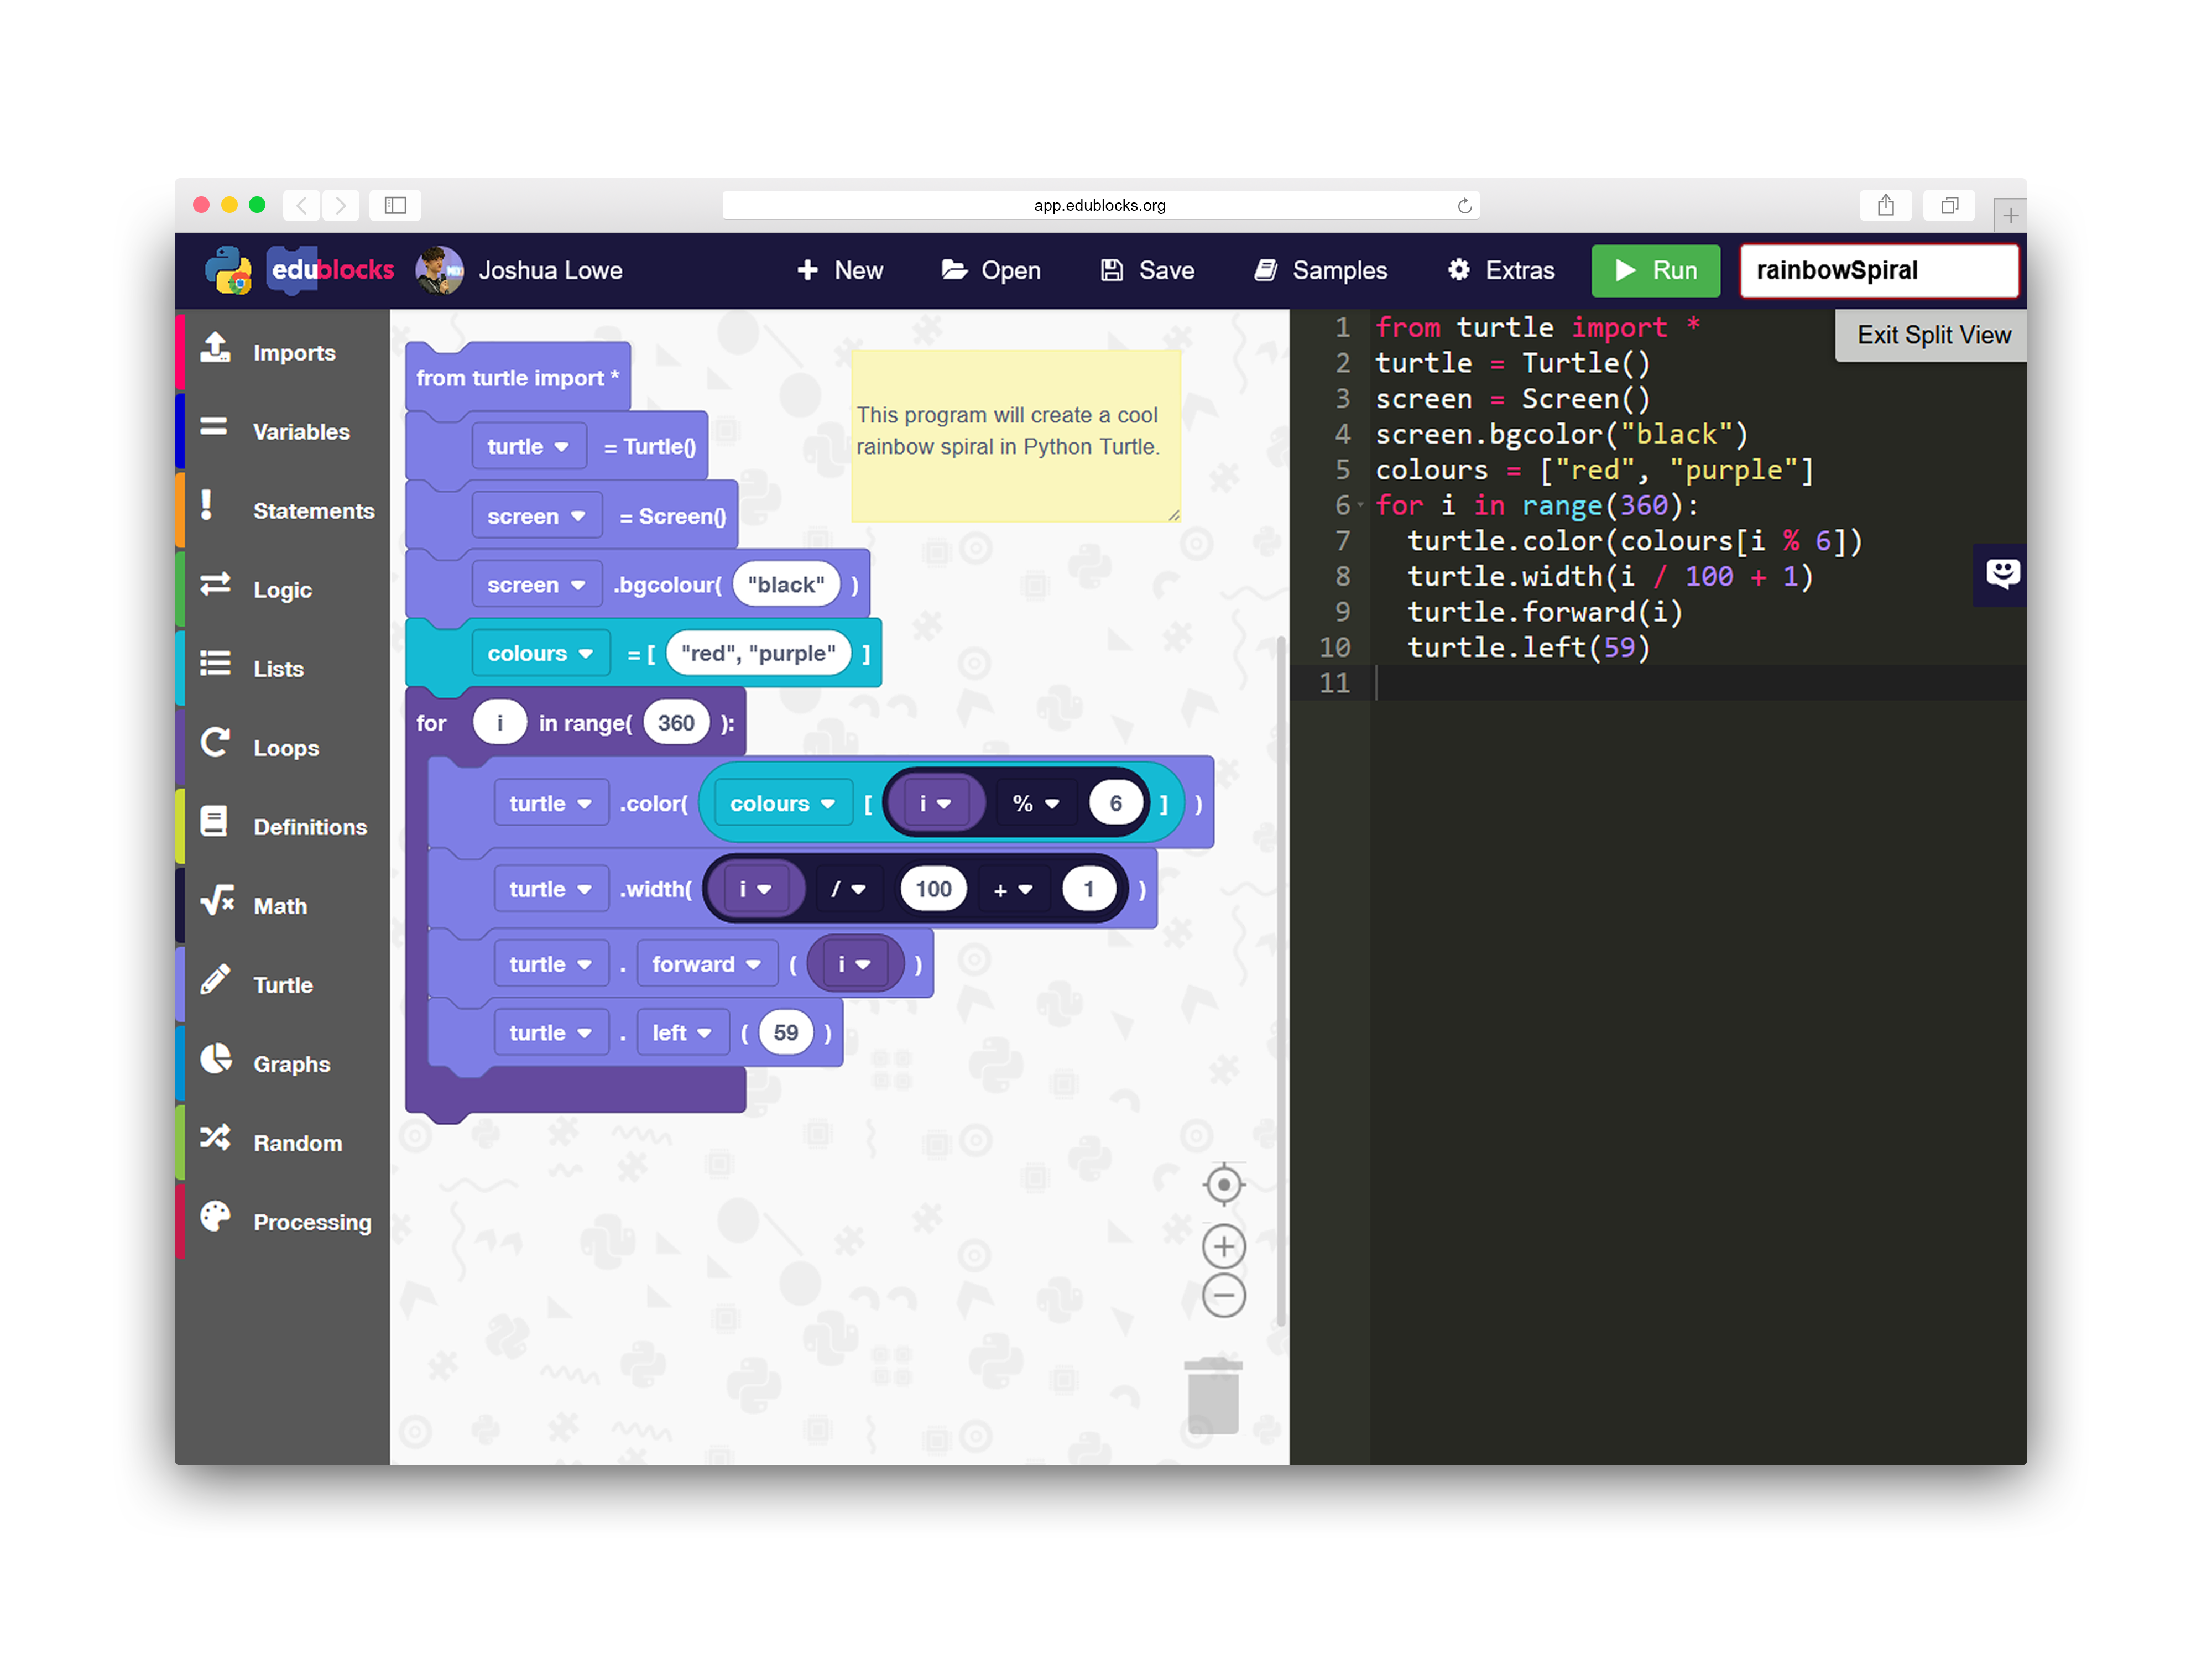 app.edublocks.org
edublocks Joshua Lowe New Open Save Samples Extras Run rainbowSpiral
Imports
Variables
Statements
Logic
Lists
Loops
Definitions
Math
Turtle
Graphs
Random
Processing
from turtle import *
turtle = Turtle()
screen = Screen()
screen .bgcolour( "black" )
colours = [ "red", "purple" ]
for i in range( 360 ):
turtle .color( colours [ i % 6 ] )
turtle .width( i / 100 + 1 )
turtle . forward ( i )
turtle . left ( 59 )
This program will create a cool
rainbow spiral in Python Turtle.
Exit Split View
1 from turtle import *
2 turtle = Turtle()
3 screen = Screen()
4 screen.bgcolor("black")
5 colours = ["red", "purple"]
6 for i in range(360):
7 turtle.color(colours[i % 6])
8 turtle.width(i / 100 + 1)
9 turtle.forward(i)
10 turtle.left(59)
11